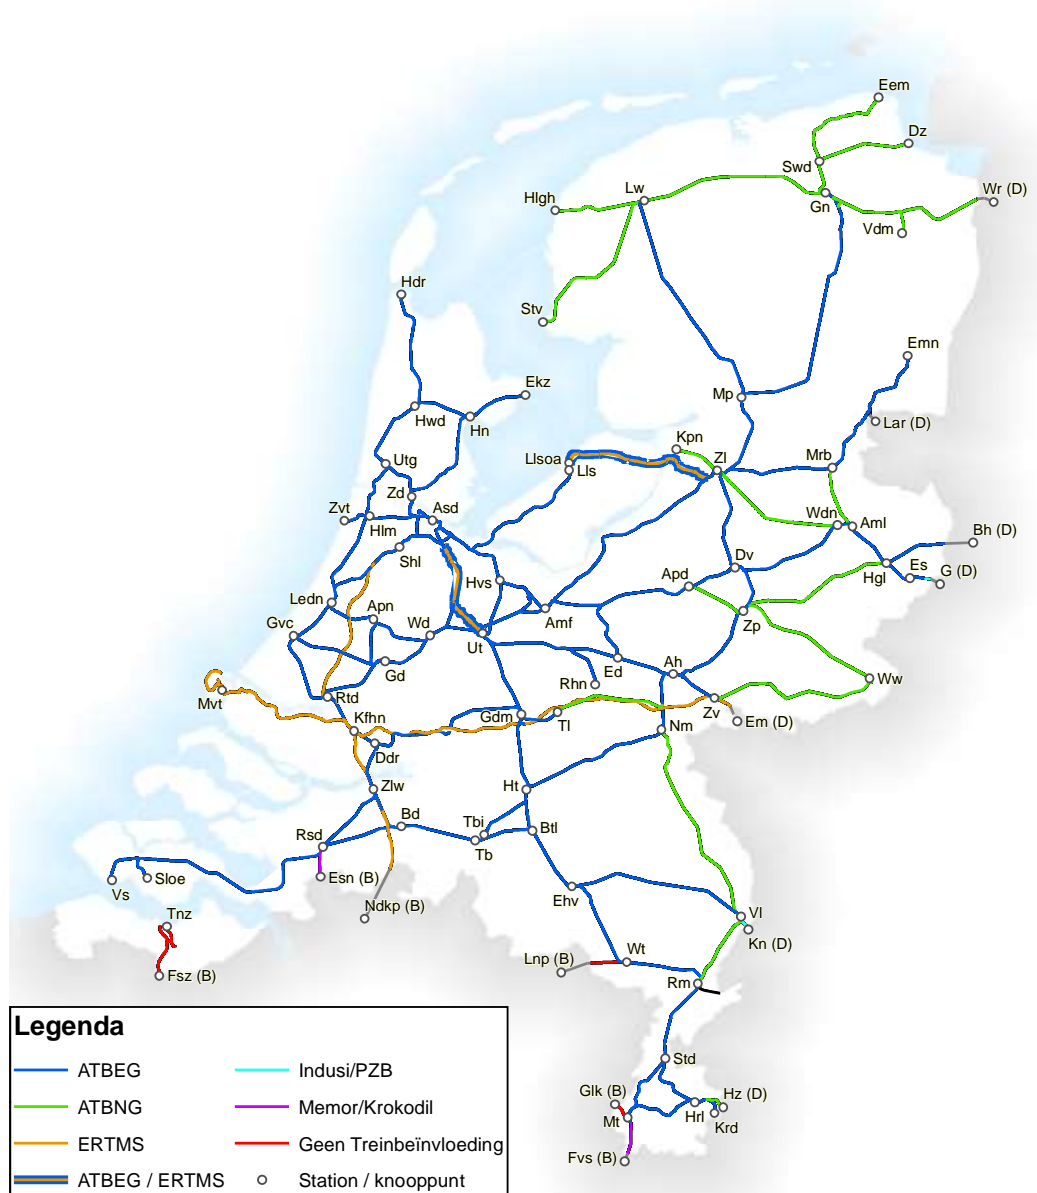 Eem
Dz
Swd
Lw
Wr (D)
Hlgh
Gn
Vdm
Hdr
Stv
Emn
Ekz
Mp
Hwd
Hn
Lar (D)
Kpn
Utg
Llsoa
Zl
Mrb
Lls
Zd
Zvt
Asd
Wdn
Hlm
Aml
Bh (D)
Shl
Dv
Es
G (D)
Hvs
Apd
Hgl
Ledn
Apn
Gvc
Wd
Amf
Zp
Ut
Gd
Ed
Ah
Ww
Rhn
Mvt
Rtd
Zv
Kfhn
Gdm
Tl
Em (D)
Nm
Ddr
Zlw
Ht
Bd
Tbi
Rsd
Btl
Tb
Esn (B)
Vs
Sloe
Ehv
Ndkp (B)
Tnz
Vl
Kn (D)
Wt
Lnp (B)
Fsz (B)
Rm
Legenda
Std
ATBEG
Indusi/PZB
Glk (B)
Hz (D)
ATBNG
Memor/Krokodil
Mt
Hrl
Krd
ERTMS
Geen Treinbeïnvloeding
Fvs (B)
ATBEG / ERTMS
Station / knooppunt